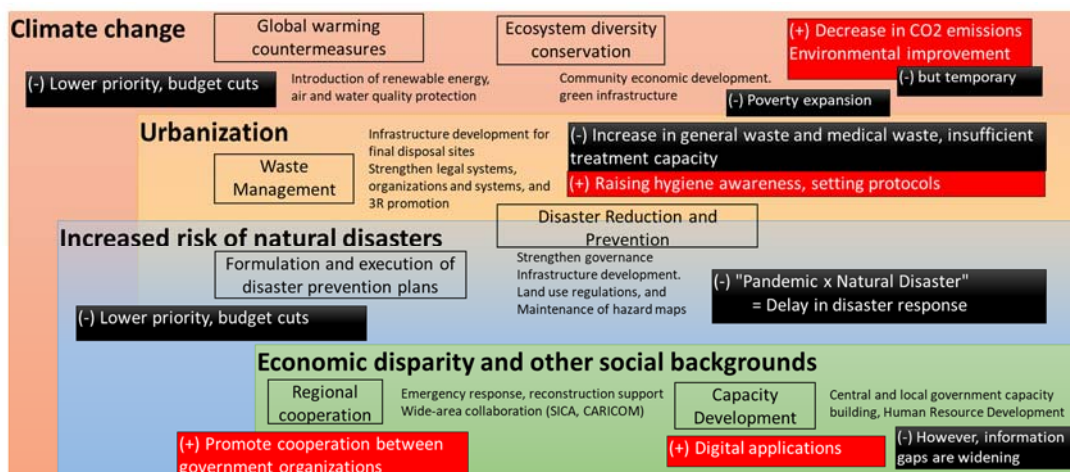 Climate change
Global warming
countermeasures
Ecosystem diversity
conservation
(+) Decrease in CO2 emissions
Environmental improvement
(-) but temporary
(-) Lower priority, budget cuts
Introduction of renewable energy,
air and water quality protection
Community economic development.
green infrastructure
(-) Poverty expansion
Urbanization
Waste
Management
Infrastructure development for
final disposal sites
Strengthen legal systems,
organizations and systems, and
3R promotion
(-) Increase in general waste and medical waste, insufficient
treatment capacity
(+) Raising hygiene awareness, setting protocols
Disaster Reduction and
Prevention
Increased risk of natural disasters
Formulation and execution of
disaster prevention plans
Strengthen governance
Infrastructure development.
Land use regulations, and
Maintenance of hazard maps
(-) "Pandemic x Natural Disaster"
= Delay in disaster response
(-) Lower priority, budget cuts
Economic disparity and other social backgrounds
Regional
cooperation
Emergency response, reconstruction support
Wide-area collaboration (SICA, CARICOM)
Capacity
Development
Central and local government capacity
building, Human Resource Development
(+) Promote cooperation between
government organizations
(+) Digital applications
(-) However, information
gaps are widening